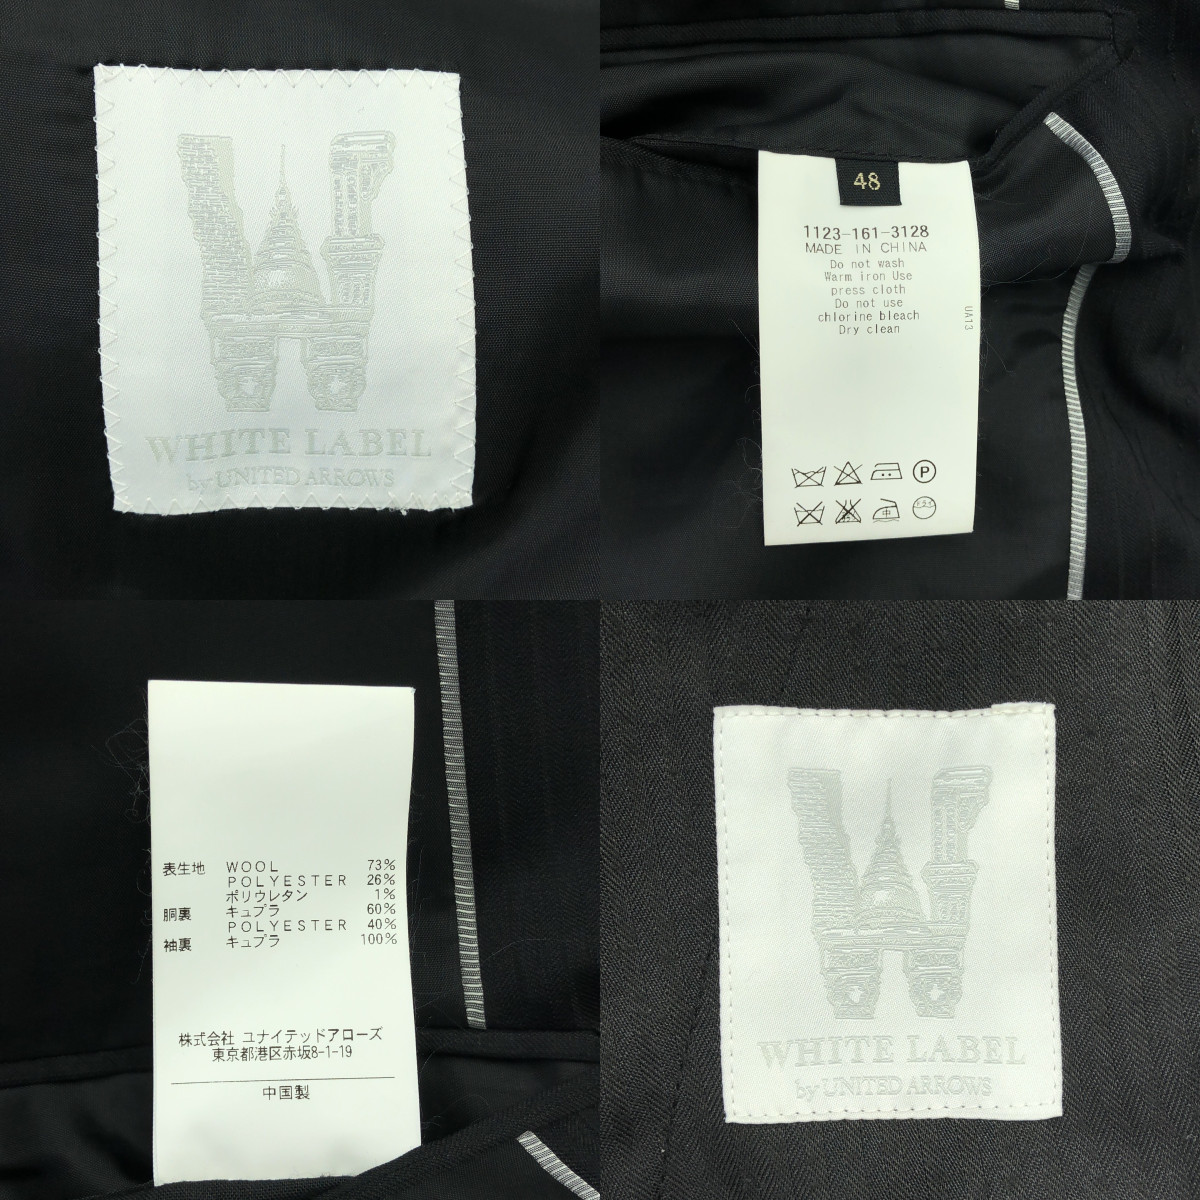 WHITE LABEL
by UNITED ARROWS
48
1123-161-3128
MADE IN CHINA
Do not wash
Warm iron Use
press cloth
Do not use
chlorine bleach
Dry clean
UA13
P
中
ドライ
表生地 WOOL 73%
POLYESTER 26%
ポリウレタン 1%
胴裏 キュプラ 60%
POLYESTER 40%
袖裏 キュプラ 100%
株式会社 ユナイテッドアローズ
東京都港区赤坂8-1-19
中国製
WHITE LABEL
by UNITED ARROWS